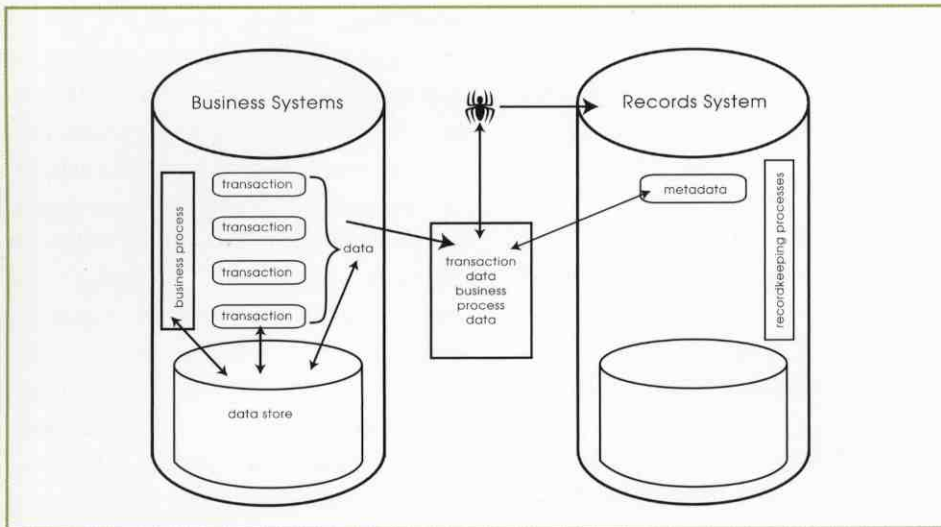 Business Systems
business process
transaction
transaction
transaction
transaction
data
data store
transaction
data
business
process
data
Records System
metadata
recordkeeping processes